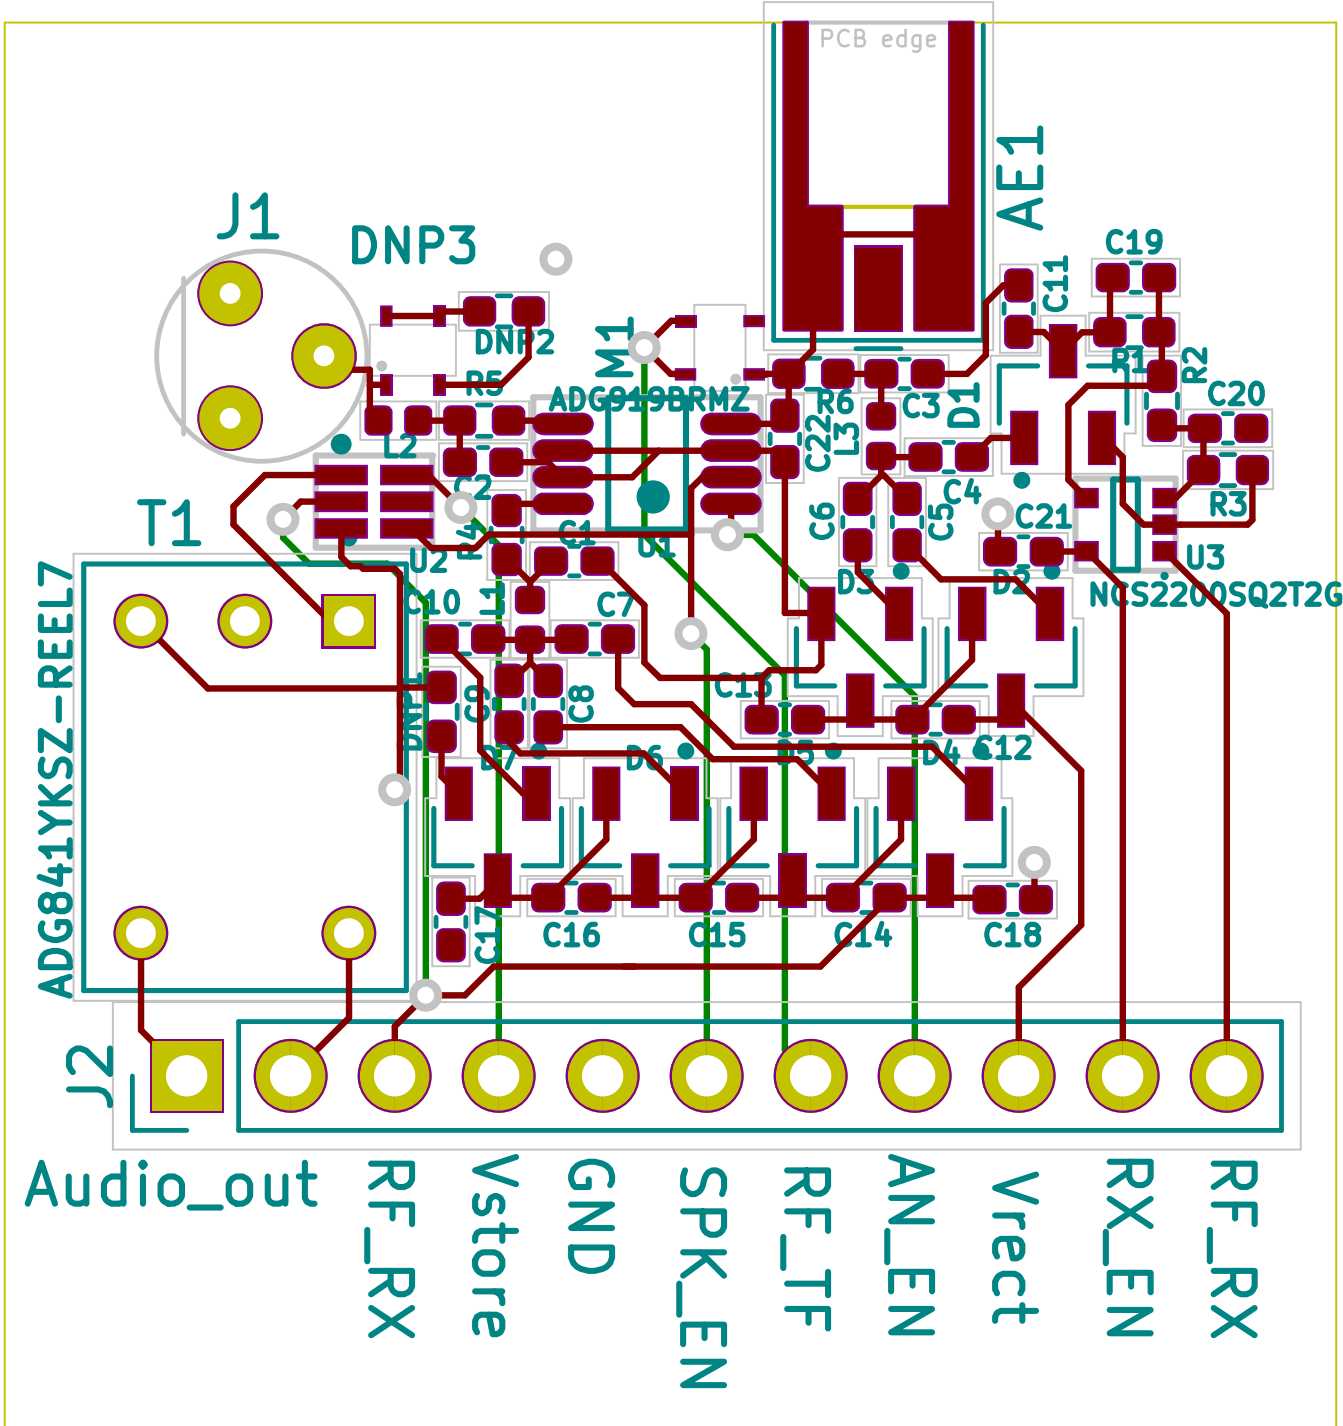 PCB edge
AE1
J1
DNP3
C19
C11
M1
DNP2
R1
R2
R5
ADG919BRMZ
R6
C3
D1
C20
L2
C22
L3
C2
C4
R3
T1
R4
C1
U1
C6
C5
C21
U2
D3
D2
U3
NCS2200SQ2T2G
C10
L1
C7
ADG841YKSZ-REEL7
DNP1
C9
C8
C13
D7
D6
D5
D4
C12
C17
C16
C15
C14
C18
J2
Audio_out
RF_RX
Vstore
GND
SPK_EN
RF_TF
AN_EN
Vrect
RX_EN
RF_RX